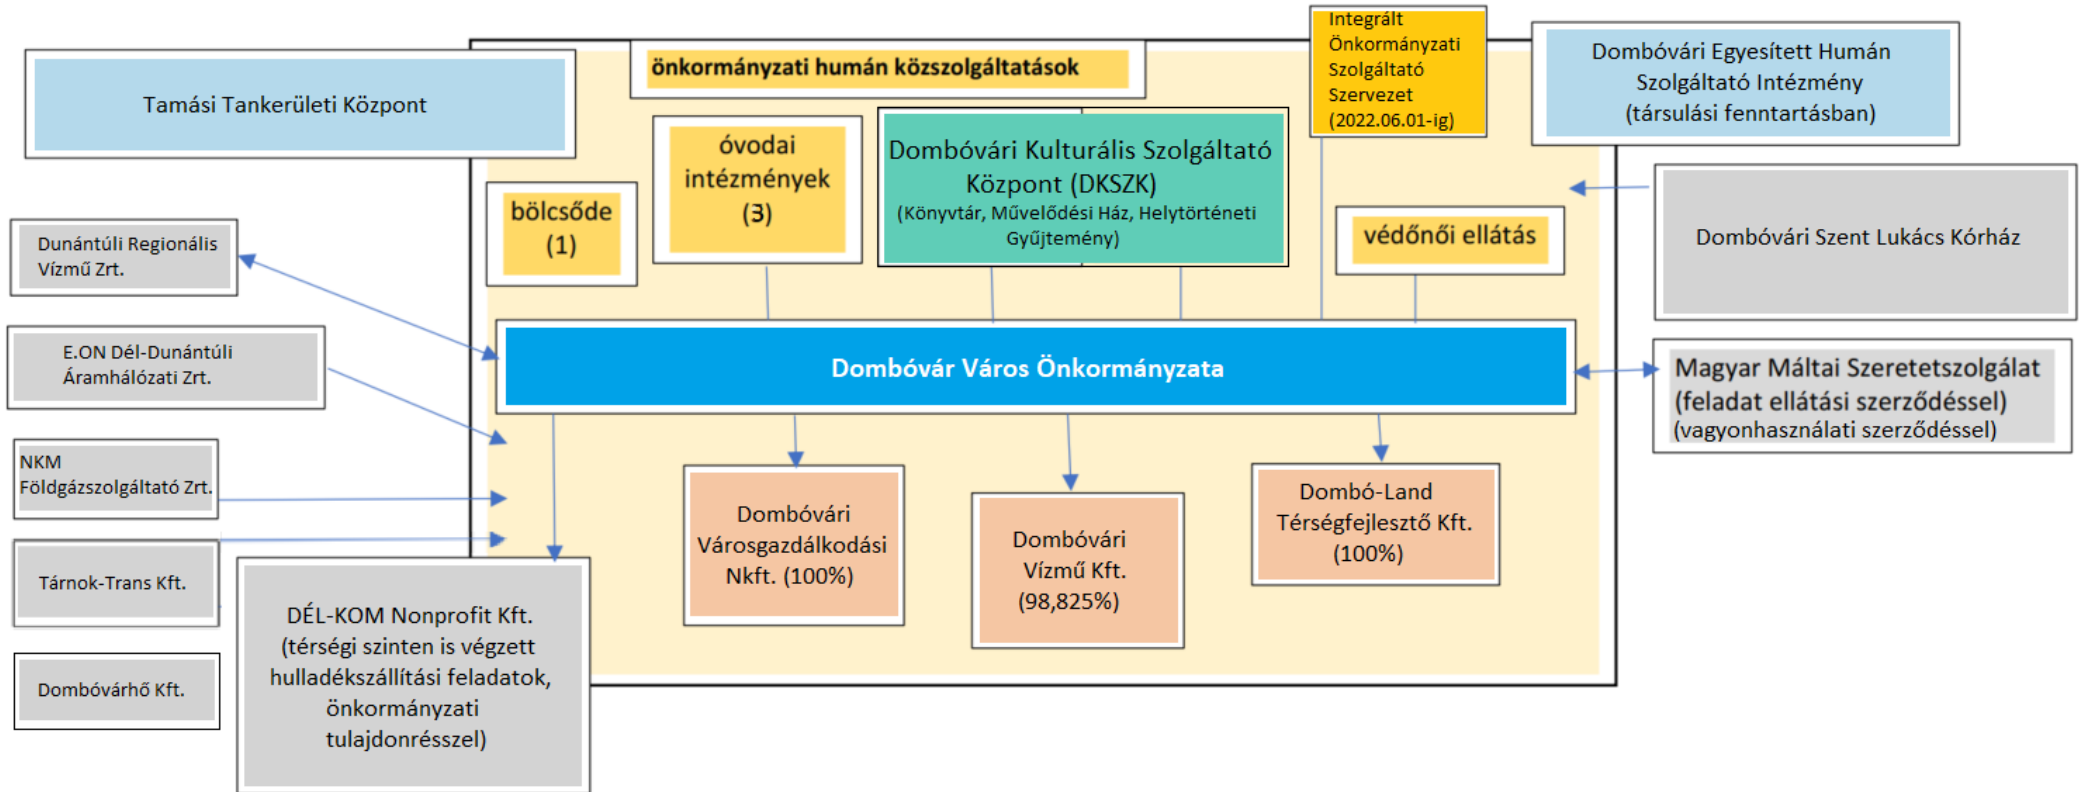 Tamási Tankerületi Központ
önkormányzati humán közszolgáltatások
Integrált
Önkormányzati
Szolgáltató
Szervezet
(2022.06.01-ig)
Dombóvári Egyesített Humán
Szolgáltató Intézmény
(társulási fenntartásban)
bölcsőde
(1)
óvodai
intézmények
(3)
Dombóvári Kulturális Szolgáltató
Központ (DKSZK)
(Könyvtár, Művelődési Ház, Helytörténeti
Gyűjtemény)
védőnői ellátás
Dombóvári Szent Lukács Kórház
Dunántúli Regionális
Vízmű Zrt.
E.ON Dél-Dunántúli
Áramhálózati Zrt.
Dombóvár Város Önkormányzata
Magyar Máltai Szeretetszolgálat
(feladat ellátási szerződéssel)
(vagyonhasználati szerződéssel)
NKM
Földgázszolgáltató Zrt.
Tárnok-Trans Kft.
Dombóvárhő Kft.
DÉL-KOM Nonprofit Kft.
(térségi szinten is végzett
hulladékszállítási feladatok,
önkormányzati
tulajdonrésszel)
Dombóvári
Városgazdálkodási
Nkft. (100%)
Dombóvári
Vízmű Kft.
(98,825%)
Dombó-Land
Térségfejlesztő Kft.
(100%)